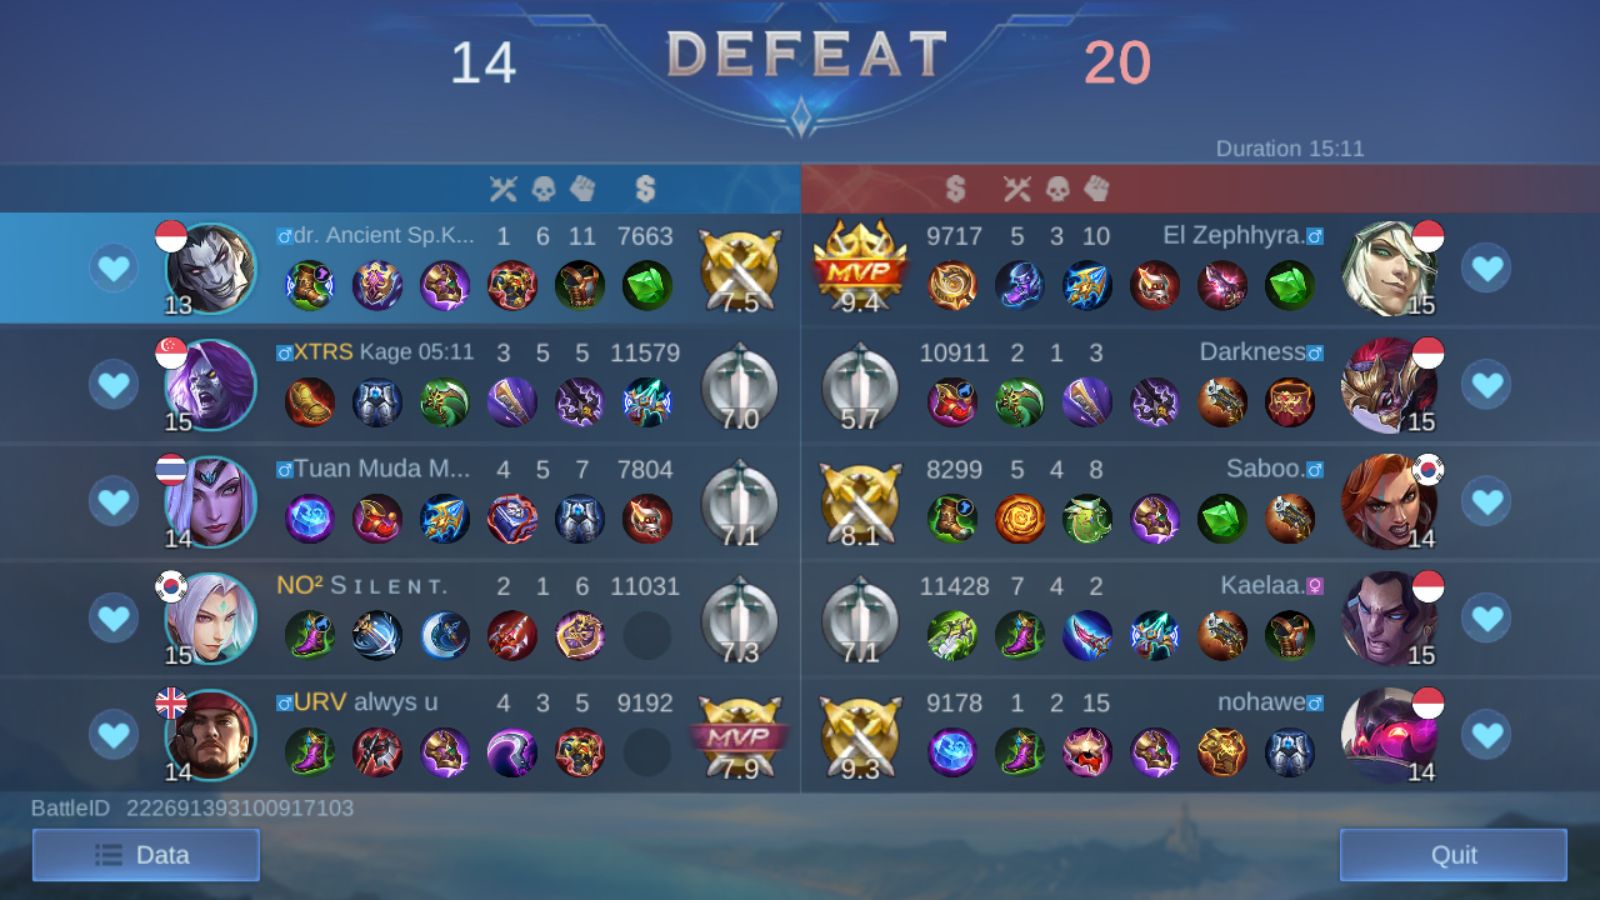 14 DEFEAT 20
Duration 15:11
dr. Ancient Sp.K... 1 6 11 7663
13 7.5
MVP 9717 5 3 10 El Zephhyra.
9.4 15
XTRS Kage 05:11 3 5 5 11579
15 7.0
10911 2 1 3 Darkness
5.7 15
Tuan Muda M... 4 5 7 7804
14 7.1
8299 5 4 8 Saboo.
8.1 14
NO² SILENT. 2 1 6 11031
15 7.3
11428 7 4 2 Kaelaa.
7.1 15
URV alwys u 4 3 5 9192 MVP
14 7.9
9178 1 2 15 nohawe
9.3 14
BattleID 222691393100917103
Data
Quit